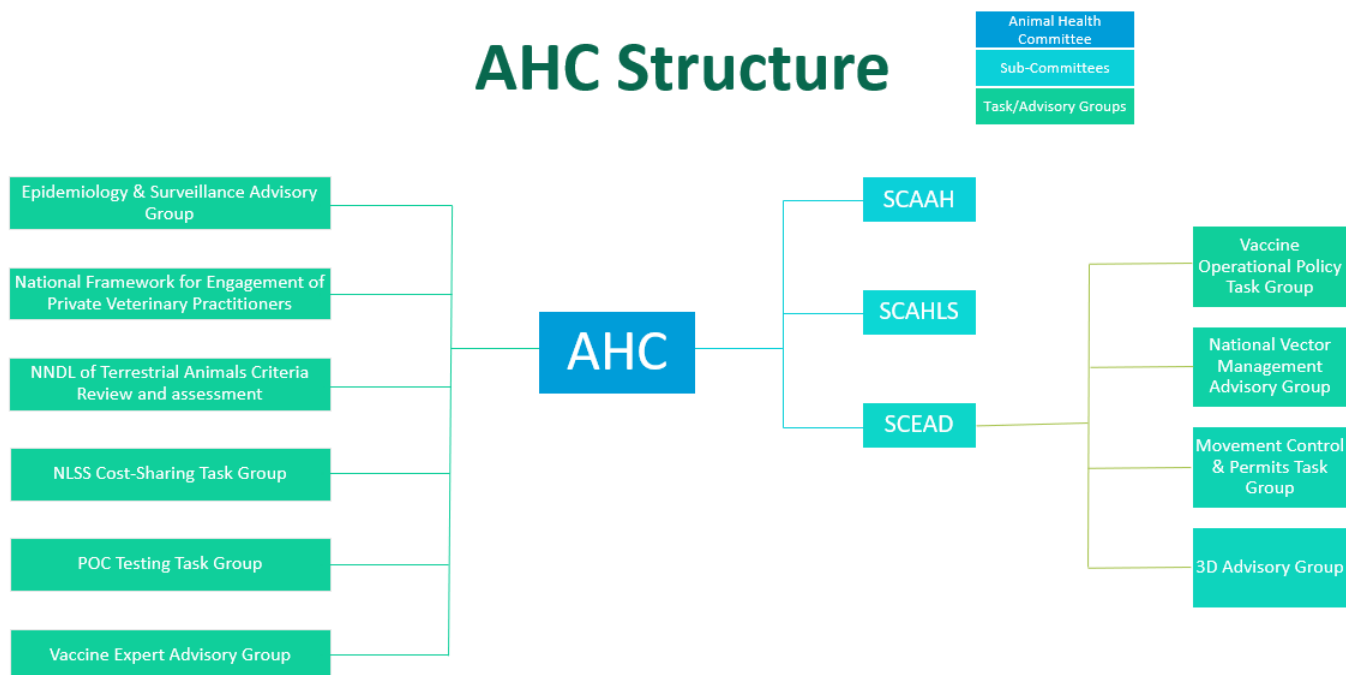 AHC Structure
Animal Health
Committee
Sub-Committees
Task/Advisory Groups
Epidemiology & Surveillance Advisory
Group
National Framework for Engagement of
Private Veterinary Practitioners
NNDL of Terrestrial Animals Criteria
Review and assessment
NLSS Cost-Sharing Task Group
POC Testing Task Group
Vaccine Expert Advisory Group
AHC
SCAAH
SCAHLS
SCEAD
Vaccine
Operational Policy
Task Group
National Vector
Management
Advisory Group
Movement Control
& Permits Task
Group
3D Advisory Group